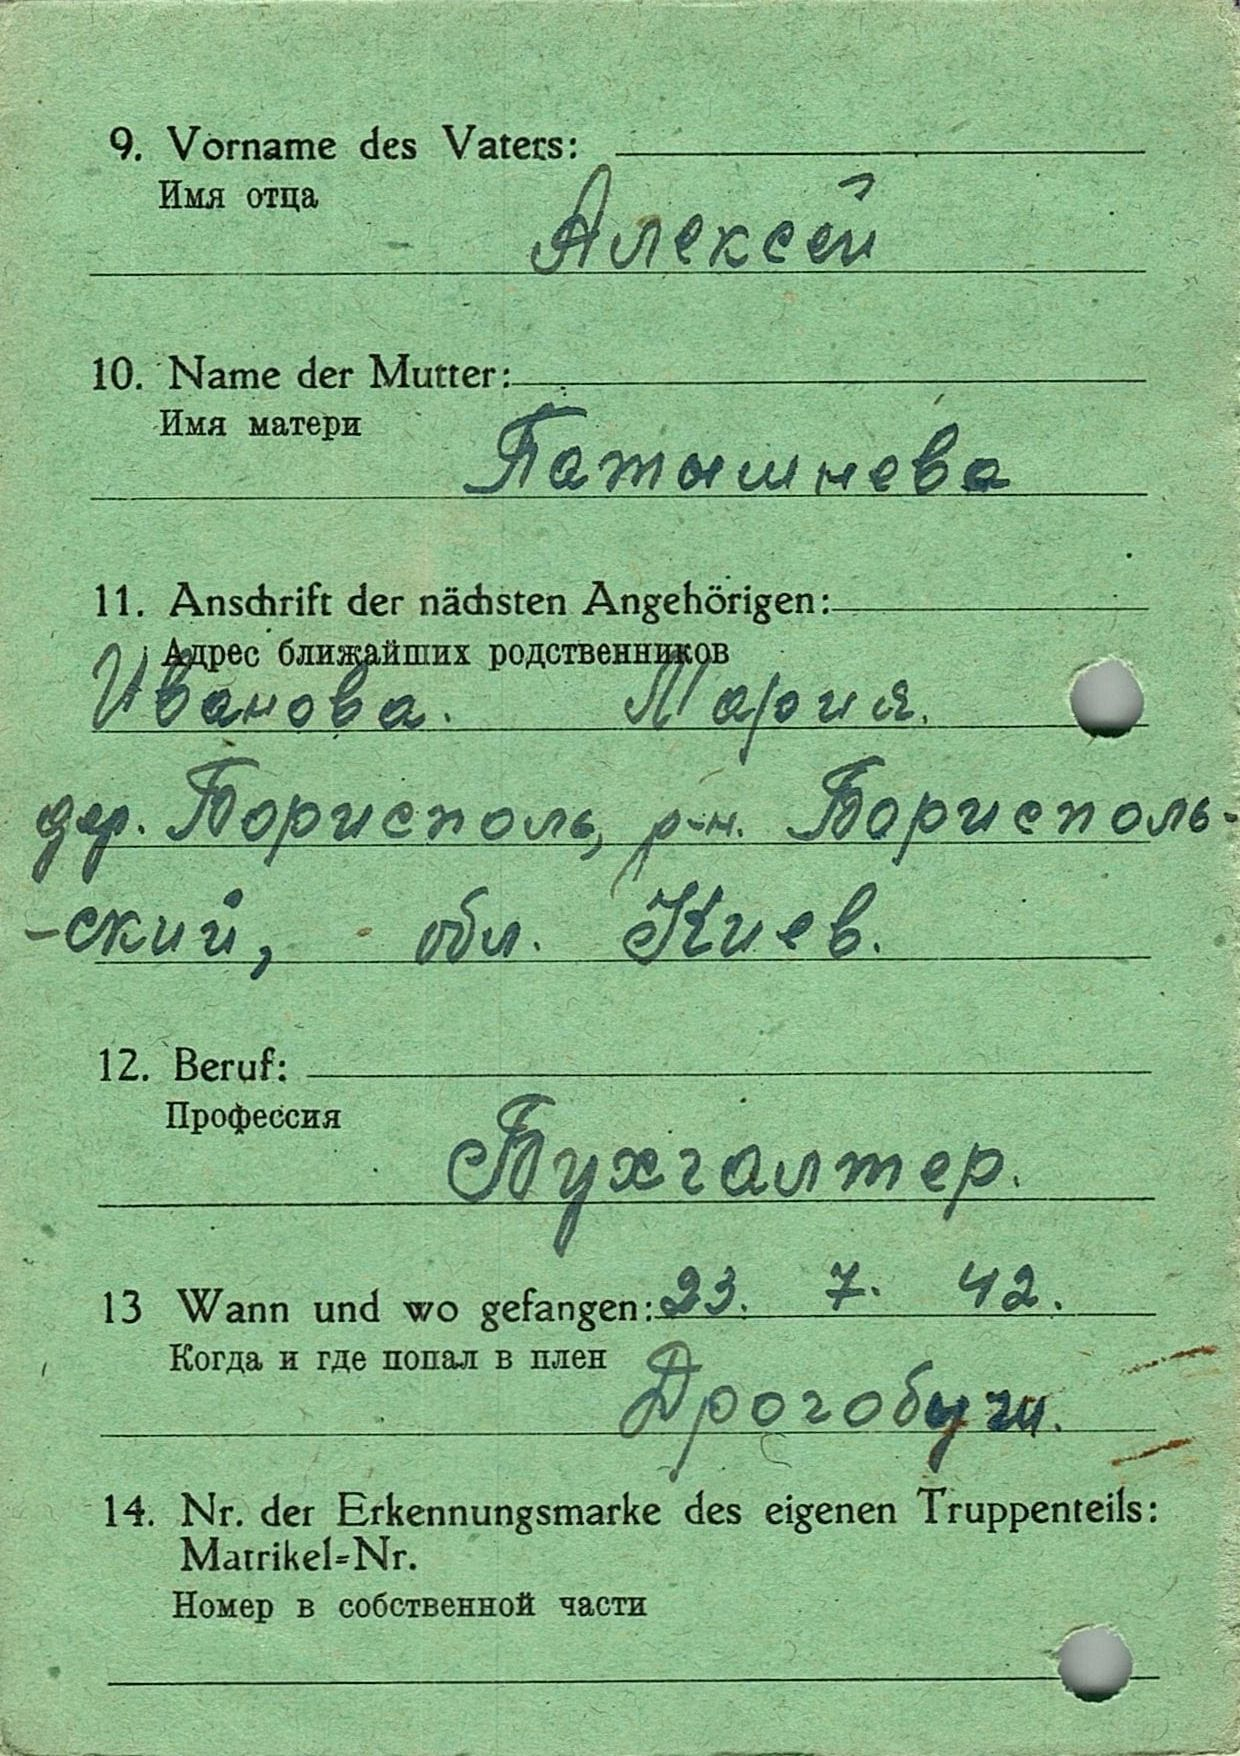 9. Vorname des Vaters:
Имя отца
Алексей
10. Name der Mutter:
Имя матери
Патышнева
11. Anschrift der nächsten Angehörigen:
Адрес ближайших родственников
Иванова. Мария.
дер. Борисполь, р-н. Борисполь-
-ский, обл. Киев.
12. Beruf:
Профессия
Бухгалтер.
13 Wann und wo gefangen: 23. 7. 42.
Когда и где попал в плен
14. Nr. der Erkennungsmarke des eigenen Truppenteils:
Matrikel=Nr.
Номер в собственной части